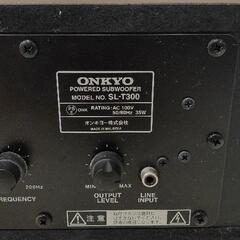 ONKYO
POWERED SUBWOOFER
MODEL NO. SL-T300
RATING: AC 100V
50/60Hz 35W
オンキヨー株式会社
MADE IN MALAYSIA
200Hz
MIN
MAX
FREQUENCY
OUTPUT LEVEL
LINE INPUT
注意